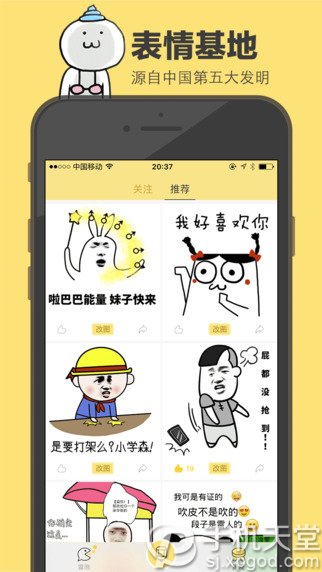 表情基地
源自中国第五大发明
中国移动
20:37
关注
推荐
啦巴巴能量 妹子快来
我好喜欢你
改图
改图
是要打架么?小学森!
屁都没抢到!!
改图
19
改图
我可是有证的
吹皮不是吹的
段子是雷人的
手机天堂
sj.xpgod.com